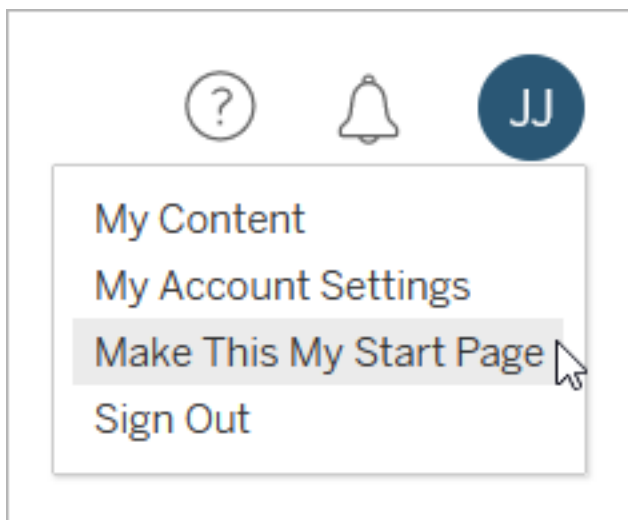 ? JJ
My Content
My Account Settings
Make This My Start Page
Sign Out